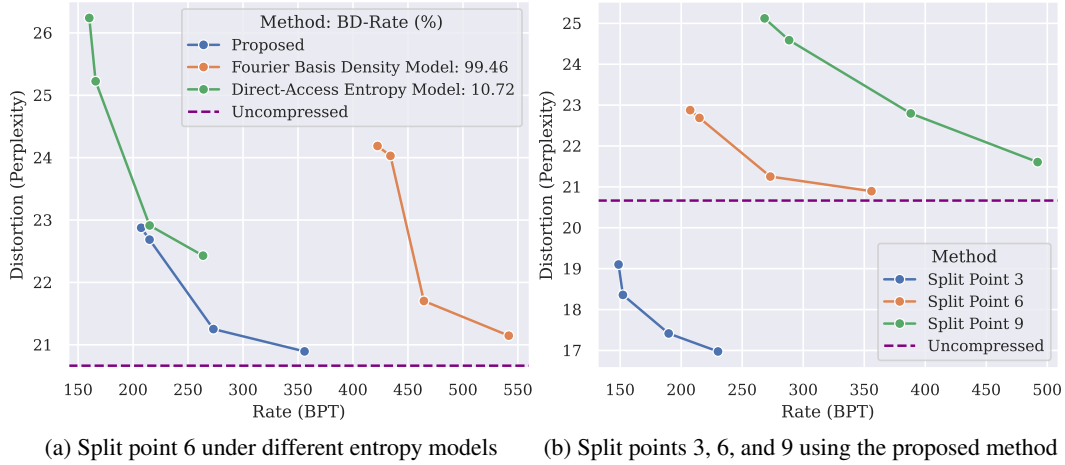 26
25
24
23
22
21
150
200
250
300
350
400
450
500
550
Distortion (Perplexity)
Rate (BPT)
Method: BD-Rate (%)
Proposed
Fourier Basis Density Model: 99.46
Direct-Access Entropy Model: 10.72
Uncompressed
(a) Split point 6 under different entropy models
25
24
23
22
21
20
19
18
17
150
200
250
300
350
400
450
500
Distortion (Perplexity)
Rate (BPT)
Method
Split Point 3
Split Point 6
Split Point 9
Uncompressed
(b) Split points 3, 6, and 9 using the proposed method